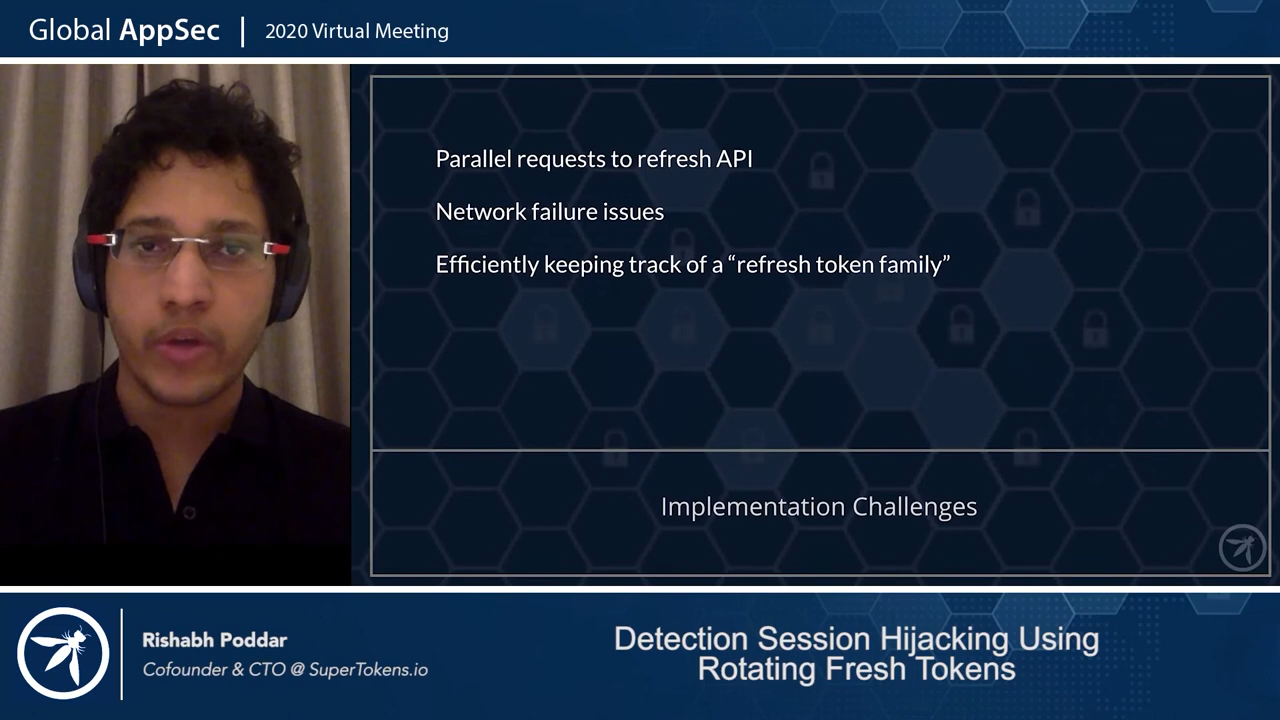 Global AppSec | 2020 Virtual Meeting
Parallel requests to refresh API
Network failure issues
Efficiently keeping track of a “refresh token family”
Implementation Challenges
Rishabh Poddar
Cofounder & CTO @ SuperTokens.io
Detection Session Hijacking Using
Rotating Fresh Tokens